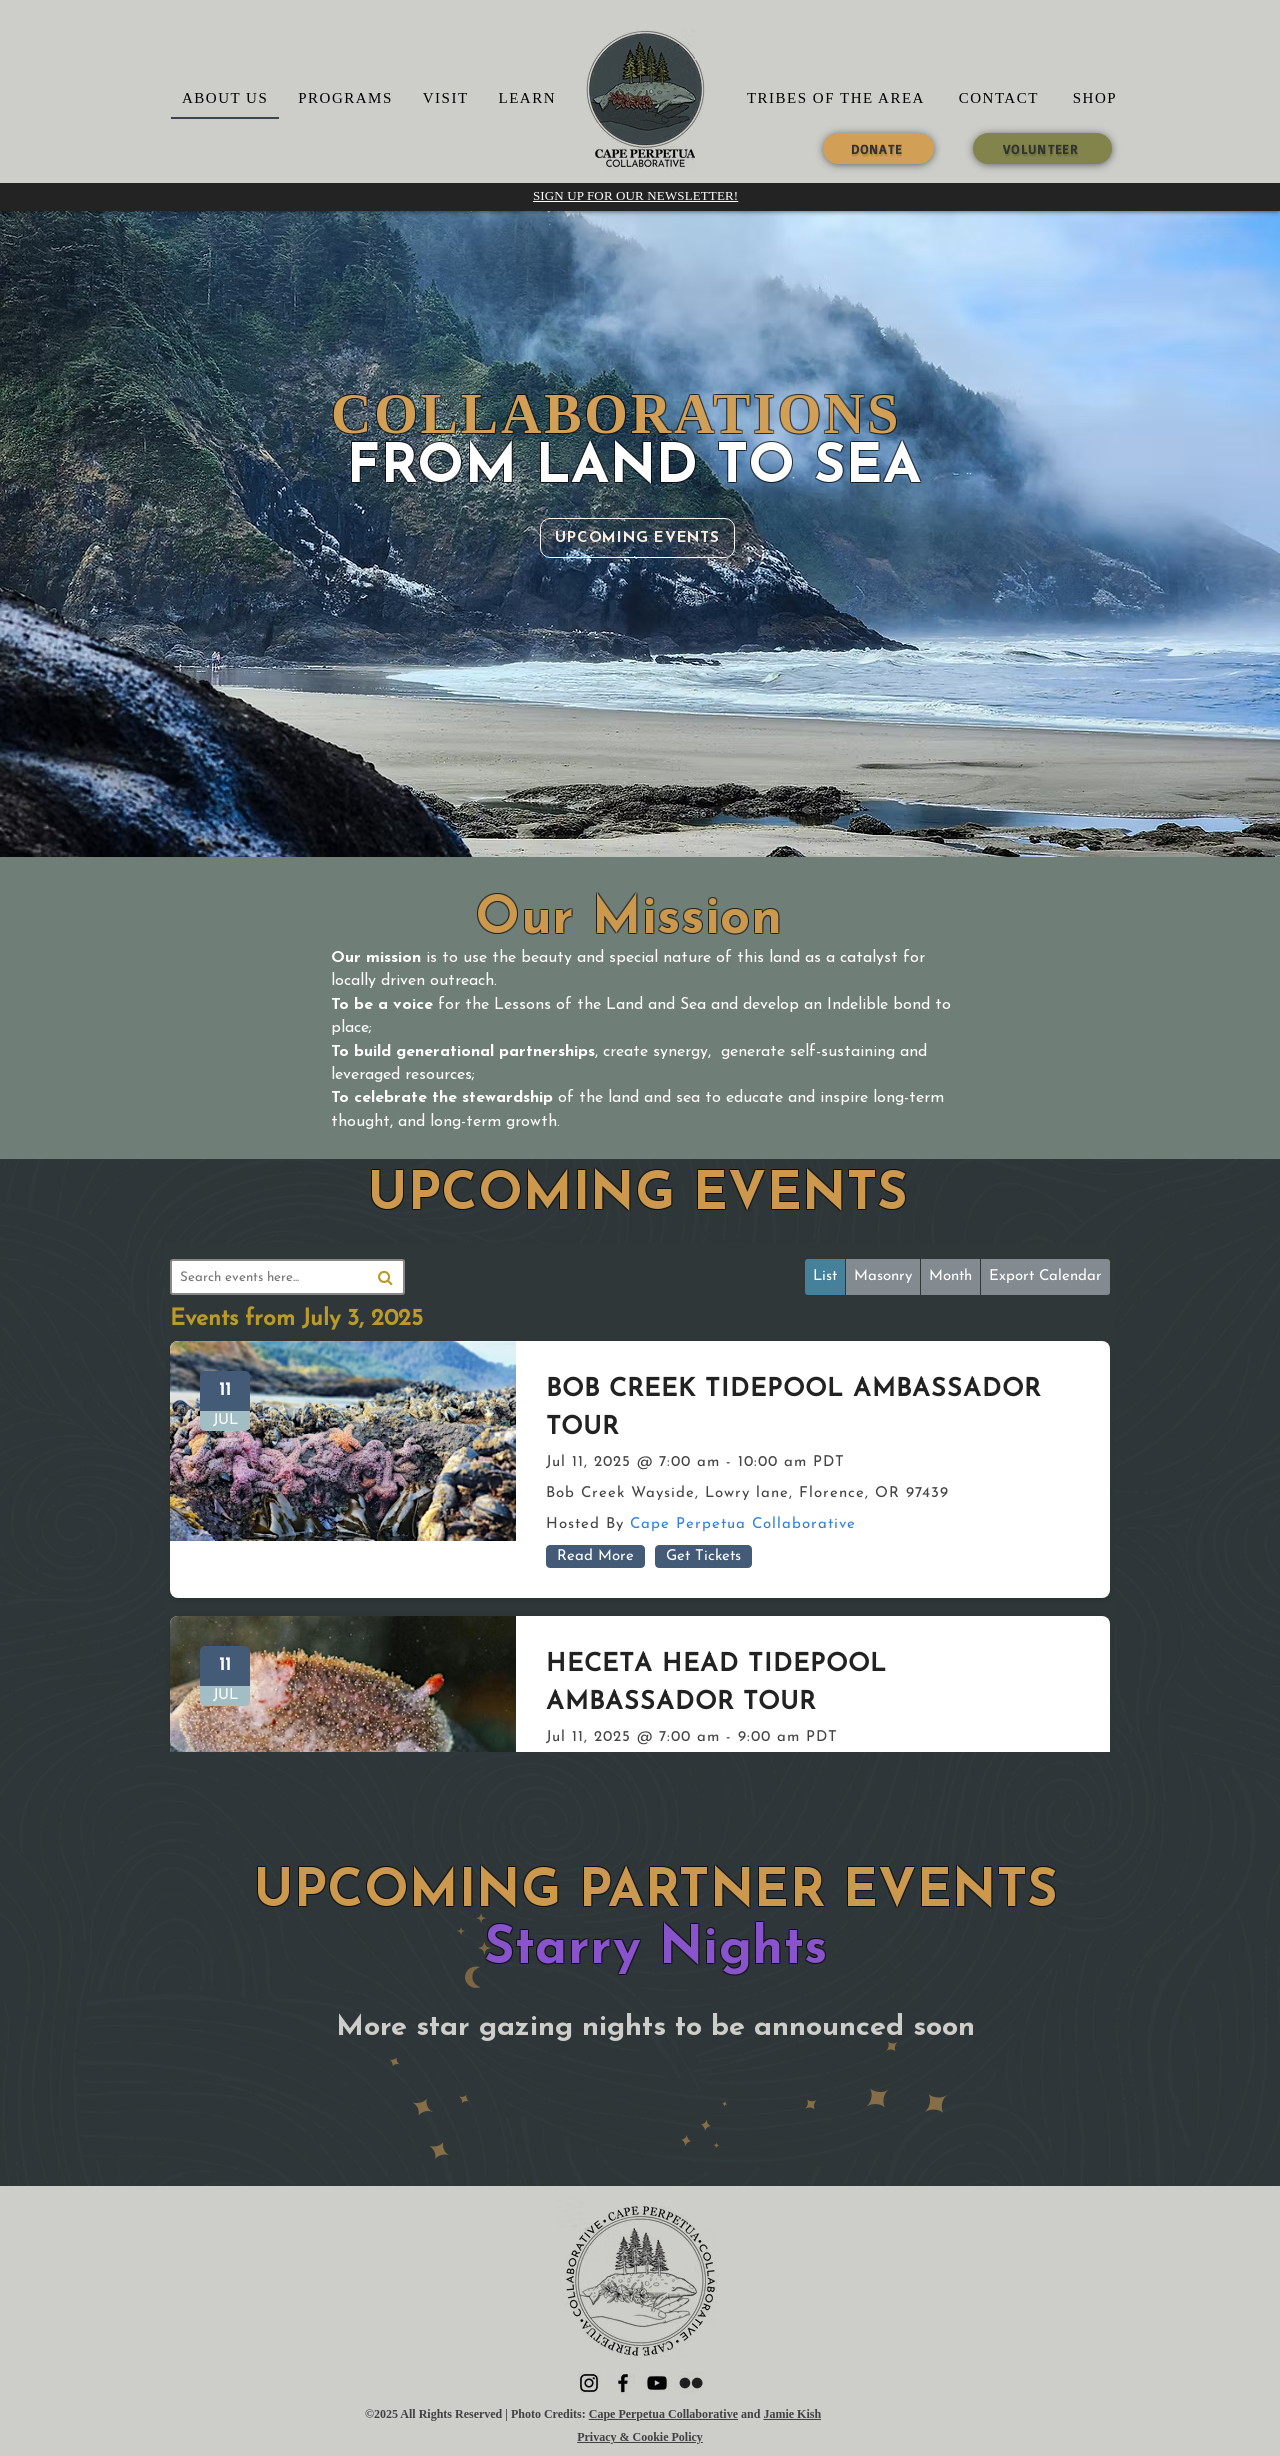 ABOUT US
PROGRAMS
VISIT
LEARN
CAPE PERPETUA
COLLABORATIVE
TRIBES OF THE AREA
CONTACT
SHOP
DONATE
VOLUNTEER
SIGN UP FOR OUR NEWSLETTER!
COLLABORATIONS
FROM LAND TO SEA
UPCOMING EVENTS
Our Mission
Our mission is to use the beauty and special nature of this land as a catalyst for
locally driven outreach.
To be a voice for the Lessons of the Land and Sea and develop an Indelible bond to
place;
To build generational partnerships, create synergy,  generate self-sustaining and
leveraged resources;
To celebrate the stewardship of the land and sea to educate and inspire long-term
thought, and long-term growth.
UPCOMING EVENTS
Search events here...
List
Masonry
Month
Export Calendar
Events from July 3, 2025
11
JUL
BOB CREEK TIDEPOOL AMBASSADOR
TOUR
Jul 11, 2025 @ 7:00 am - 10:00 am PDT
Bob Creek Wayside, Lowry lane, Florence, OR 97439
Hosted By Cape Perpetua Collaborative
Read More
Get Tickets
11
JUL
HECETA HEAD TIDEPOOL
AMBASSADOR TOUR
Jul 11, 2025 @ 7:00 am - 9:00 am PDT
UPCOMING PARTNER EVENTS
Starry Nights
More star gazing nights to be announced soon
CAPE PERPETUA • COLLABORATIVE • CAPE PERPETUA • COLLABORATIVE •
©2025 All Rights Reserved | Photo Credits: Cape Perpetua Collaborative and Jamie Kish
Privacy & Cookie Policy